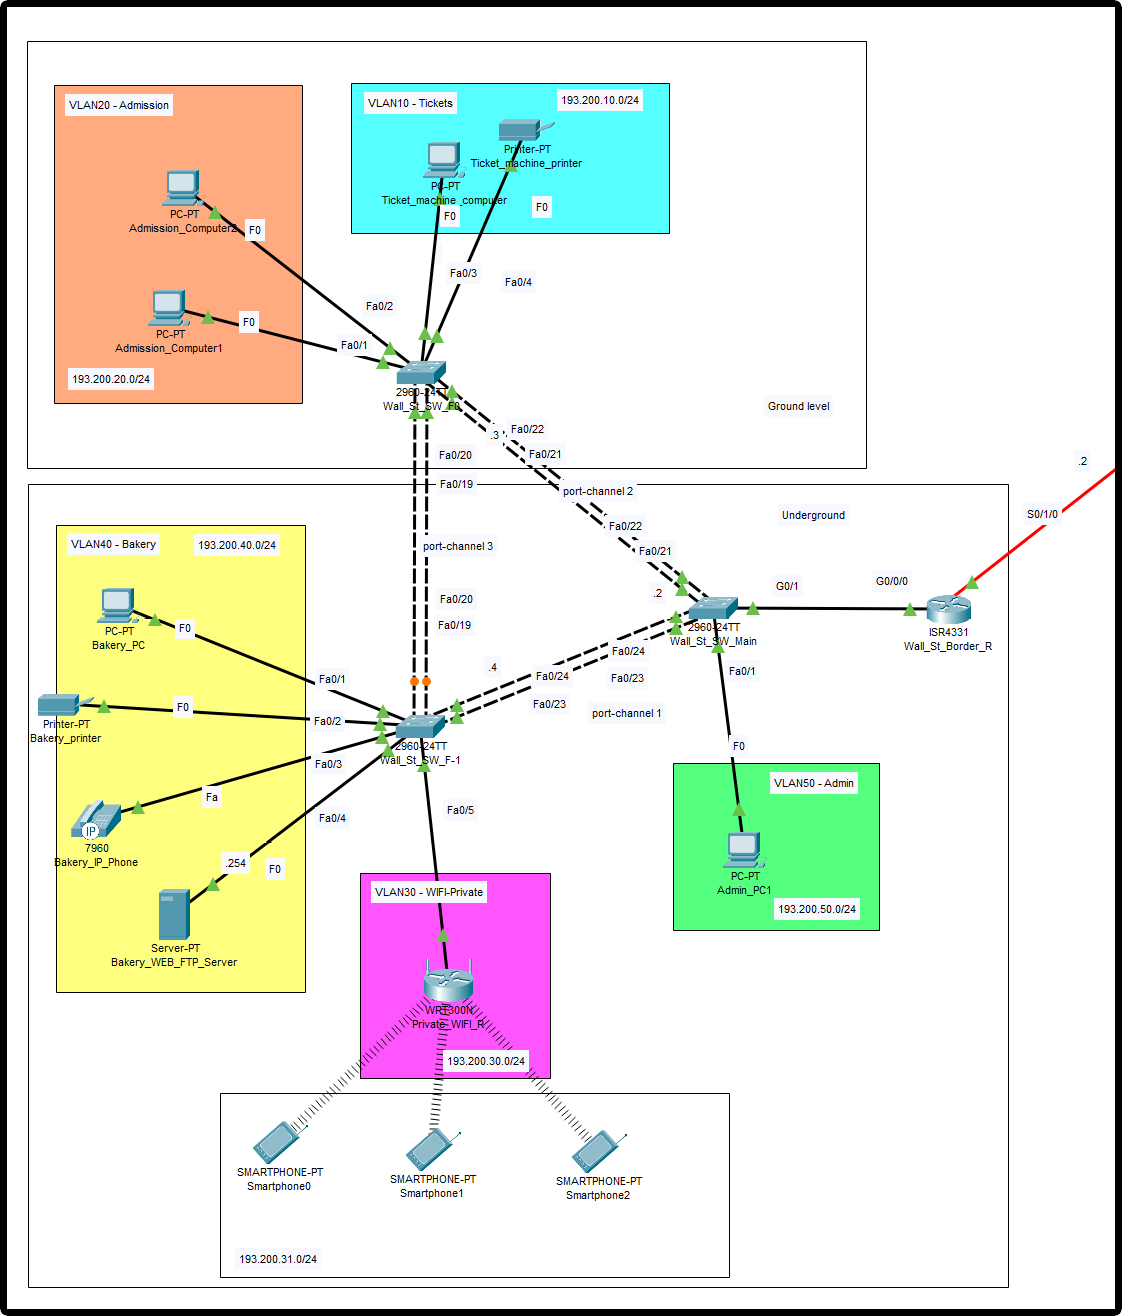 VLAN20 - Admission
PC-PT
Admission_Computer2
F0
PC-PT
Admission_Computer1
F0
193.200.20.0/24
VLAN10 - Tickets
193.200.10.0/24
Printer-PT
Ticket_machine_printer
PC-PT
Ticket_machine_computer
F0
F0
Fa0/3
Fa0/4
Fa0/2
Fa0/1
2960-24TT
Wall_St_SW_F0
Ground level
.3
Fa0/22
Fa0/21
Fa0/20
Fa0/19
port-channel 2
Underground
.2
S0/1/0
Fa0/22
Fa0/21
port-channel 3
Fa0/20
Fa0/19
VLAN40 - Bakery
193.200.40.0/24
PC-PT
Bakery_PC
F0
Fa0/1
Printer-PT
Bakery_printer
F0
Fa0/2
Fa0/3
Fa
7960
IP
Bakery_IP_Phone
Fa0/4
.254
F0
Server-PT
Bakery_WEB_FTP_Server
2960-24TT
Wall_St_SW_F-1
.4
Fa0/24
Fa0/23
Fa0/24
Fa0/23
port-channel 1
.2
2960-24TT
Wall_St_SW_Main
G0/1
G0/0/0
ISR4331
Wall_St_Border_R
Fa0/1
F0
VLAN50 - Admin
PC-PT
Admin_PC1
193.200.50.0/24
Fa0/5
VLAN30 - WIFI-Private
WRT300N
Private_WIFI_R
193.200.30.0/24
SMARTPHONE-PT
Smartphone0
SMARTPHONE-PT
Smartphone1
SMARTPHONE-PT
Smartphone2
193.200.31.0/24